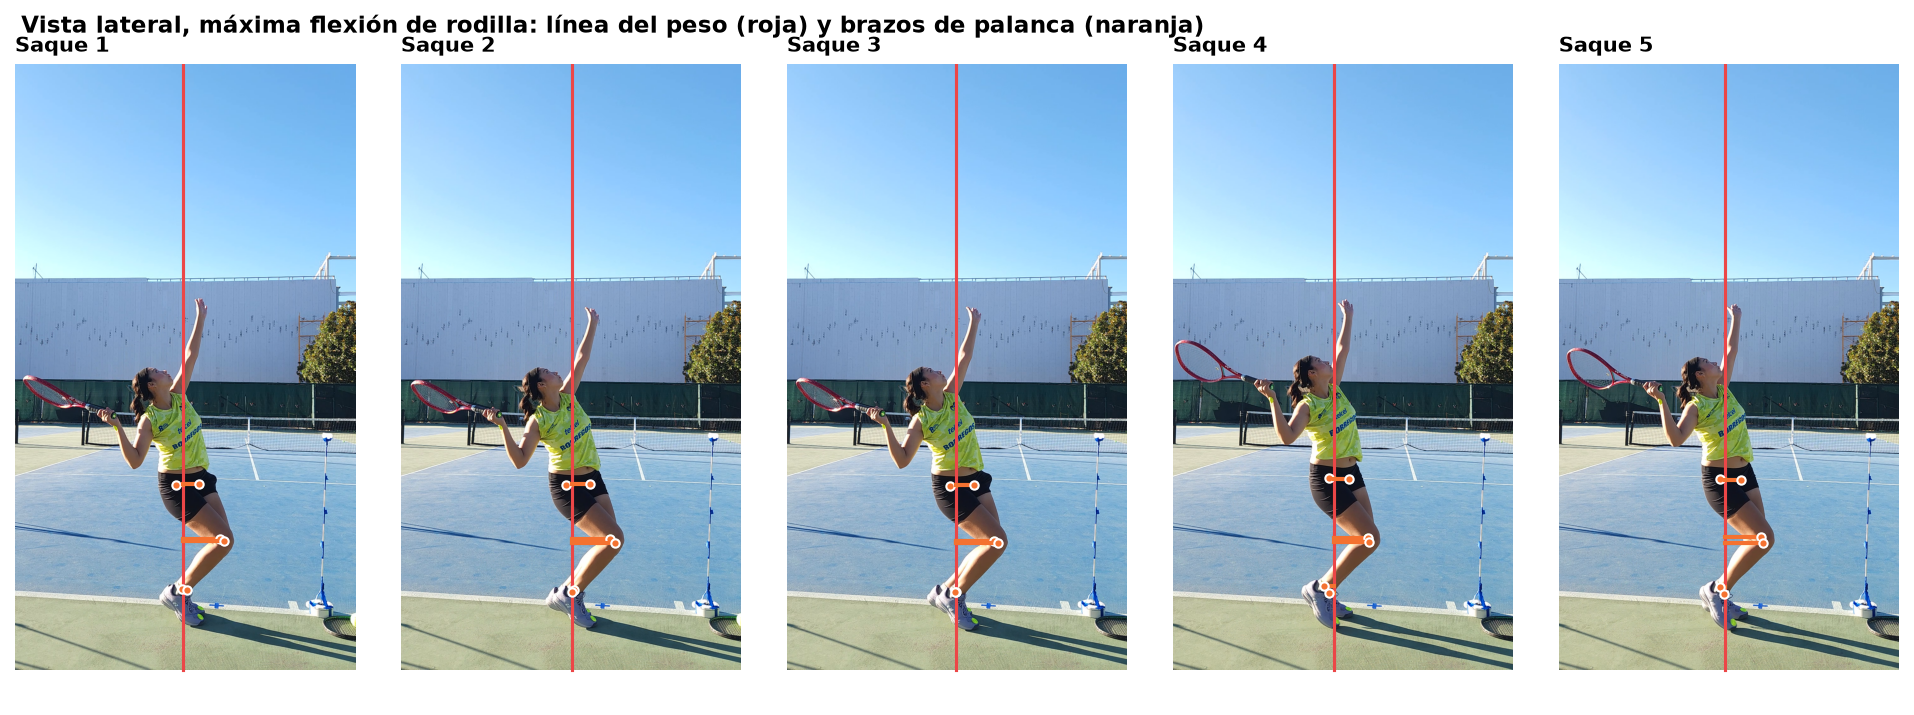 Vista lateral, máxima flexión de rodilla: línea del peso (roja) y brazos de palanca (naranja)
Saque 1
Saque 2
Saque 3
Saque 4
Saque 5